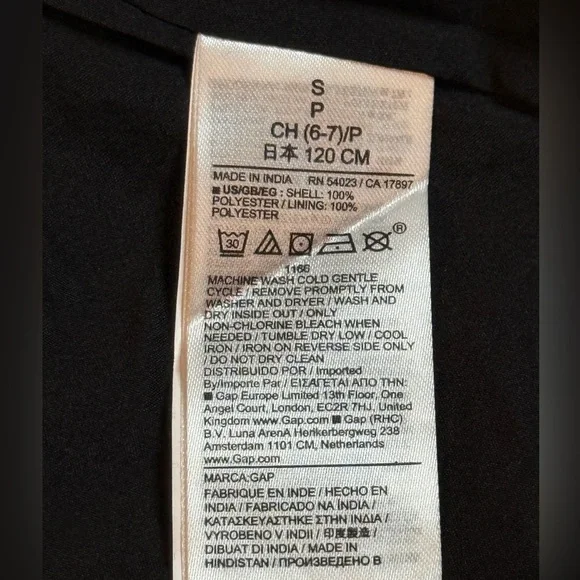 S
P
CH (6-7)/P
日本 120 CM
MADE IN INDIA RN 54023 / CA 17897
■ US/GB/EG : SHELL: 100%
POLYESTER / LINING: 100%
POLYESTER
30
®
1166
MACHINE WASH COLD GENTLE
CYCLE / REMOVE PROMPTLY FROM
WASHER AND DRYER / WASH AND
DRY INSIDE OUT / ONLY
NON-CHLORINE BLEACH WHEN
NEEDED / TUMBLE DRY LOW / COOL
IRON / IRON ON REVERSE SIDE ONLY
/ DO NOT DRY CLEAN
DISTRIBUIDO POR / Imported
By/Importe Par / ΕΙΣΑΓΕΤΑΙ ΑΠΟ ΤΗΝ:
■ Gap Europe Limited 13th Floor, One
Angel Court, London, EC2R 7HJ, United
Kingdom www.Gap.com ■ Gap (RHC)
B.V. Luna ArenA Herikerbergweg 238
Amsterdam 1101 CM, Netherlands
www.Gap.com
MARCA:GAP
FABRIQUE EN INDE / HECHO EN
INDIA / FABRICADO NA ÍNDIA /
ΚΑΤΑΣΚΕΥΑΣΤΗΚΕ ΣΤΗΝ ΙΝΔΙΑ /
VYROBENO V INDII / 印度製造 /
DIBUAT DI INDIA / MADE IN
HINDISTAN / ПРОИЗВЕДЕНО В